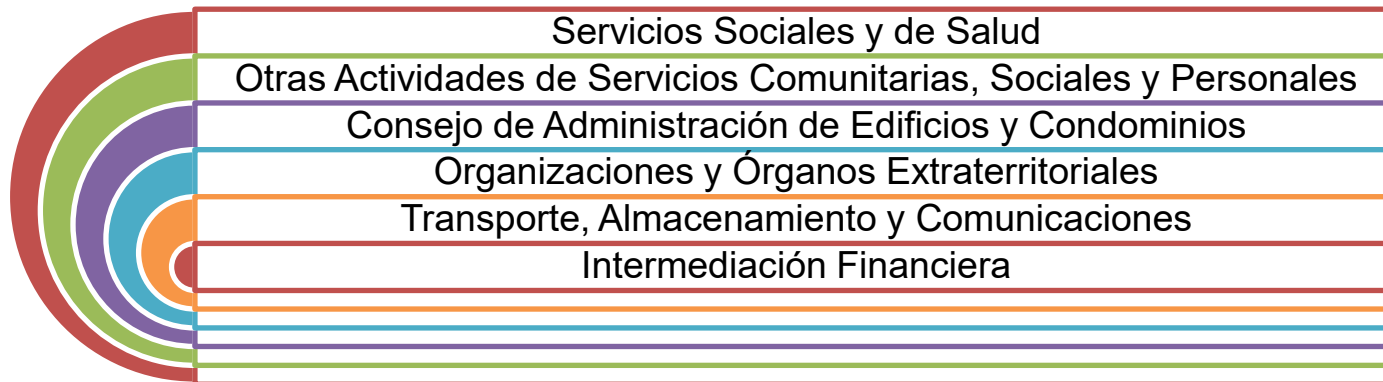 Servicios Sociales y de Salud
Otras Actividades de Servicios Comunitarias, Sociales y Personales
Consejo de Administración de Edificios y Condominios
Organizaciones y Órganos Extraterritoriales
Transporte, Almacenamiento y Comunicaciones
Intermediación Financiera